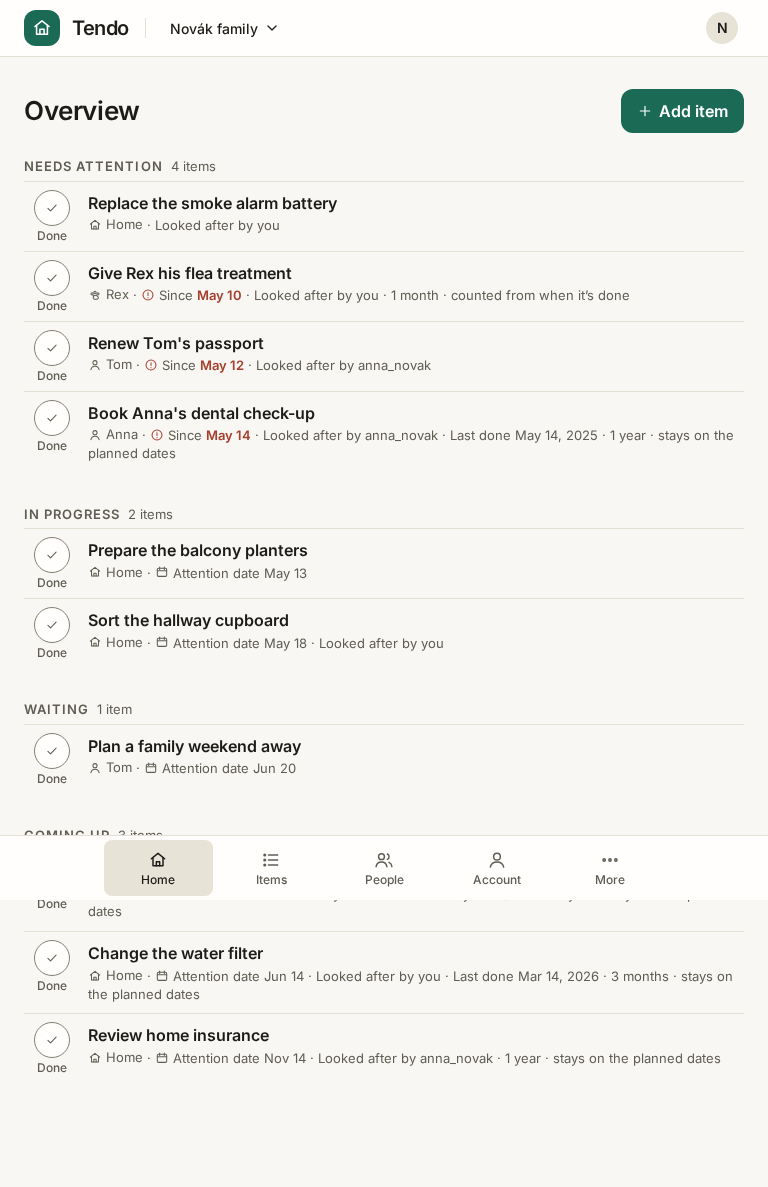 Tendo
Novák family
N
Overview
Add item
NEEDS ATTENTION 4 items
Replace the smoke alarm battery
Home · Looked after by you
Done
Give Rex his flea treatment
Rex · Since May 10 · Looked after by you · 1 month · counted from when it’s done
Done
Renew Tom's passport
Tom · Since May 12 · Looked after by anna_novak
Done
Book Anna's dental check-up
Anna · Since May 14 · Looked after by anna_novak · Last done May 14, 2025 · 1 year · stays on the
planned dates
Done
IN PROGRESS 2 items
Prepare the balcony planters
Home · Attention date May 13
Done
Sort the hallway cupboard
Home · Attention date May 18 · Looked after by you
Done
WAITING 1 item
Plan a family weekend away
Tom · Attention date Jun 20
Done
COMING UP 3 items
Home
Items
People
Account
More
Done
dates
Change the water filter
Home · Attention date Jun 14 · Looked after by you · Last done Mar 14, 2026 · 3 months · stays on
the planned dates
Done
Review home insurance
Home · Attention date Nov 14 · Looked after by anna_novak · 1 year · stays on the planned dates
Done